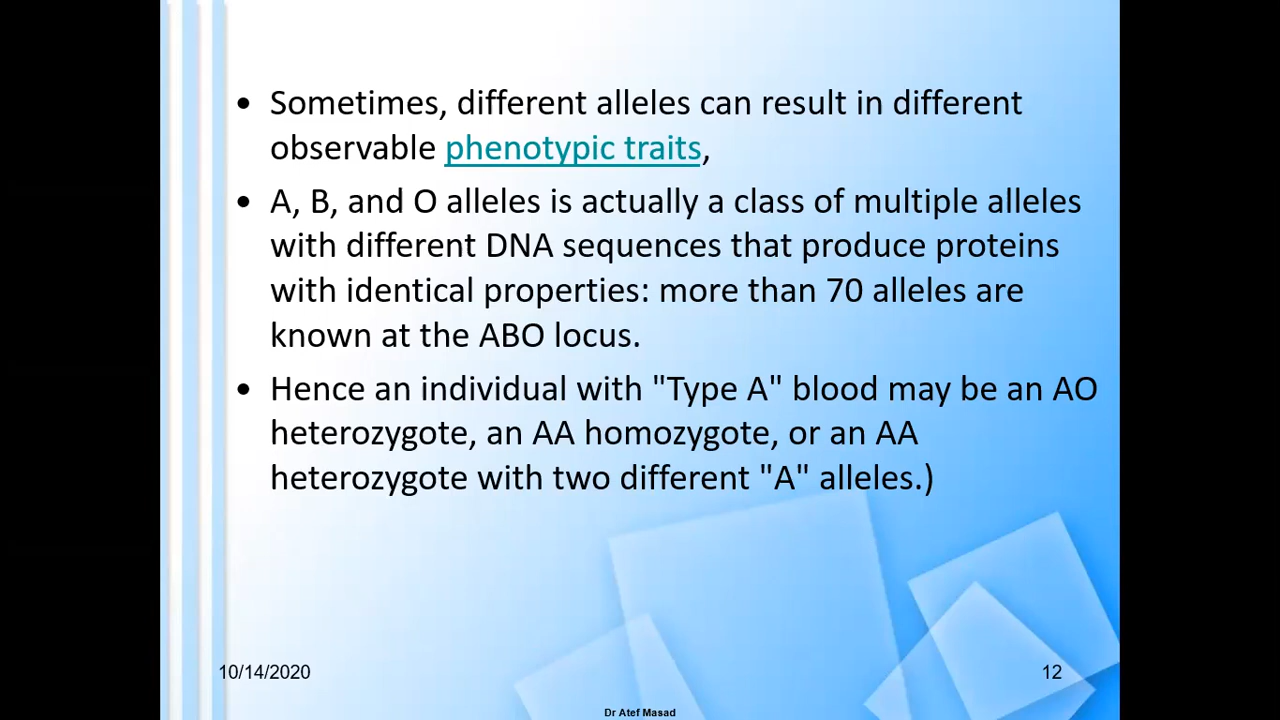 • Sometimes, different alleles can result in different
observable phenotypic traits,
• A, B, and O alleles is actually a class of multiple alleles
with different DNA sequences that produce proteins
with identical properties: more than 70 alleles are
known at the ABO locus.
• Hence an individual with "Type A" blood may be an AO
heterozygote, an AA homozygote, or an AA
heterozygote with two different "A" alleles.)
10/14/2020
12
Dr Atef Masad